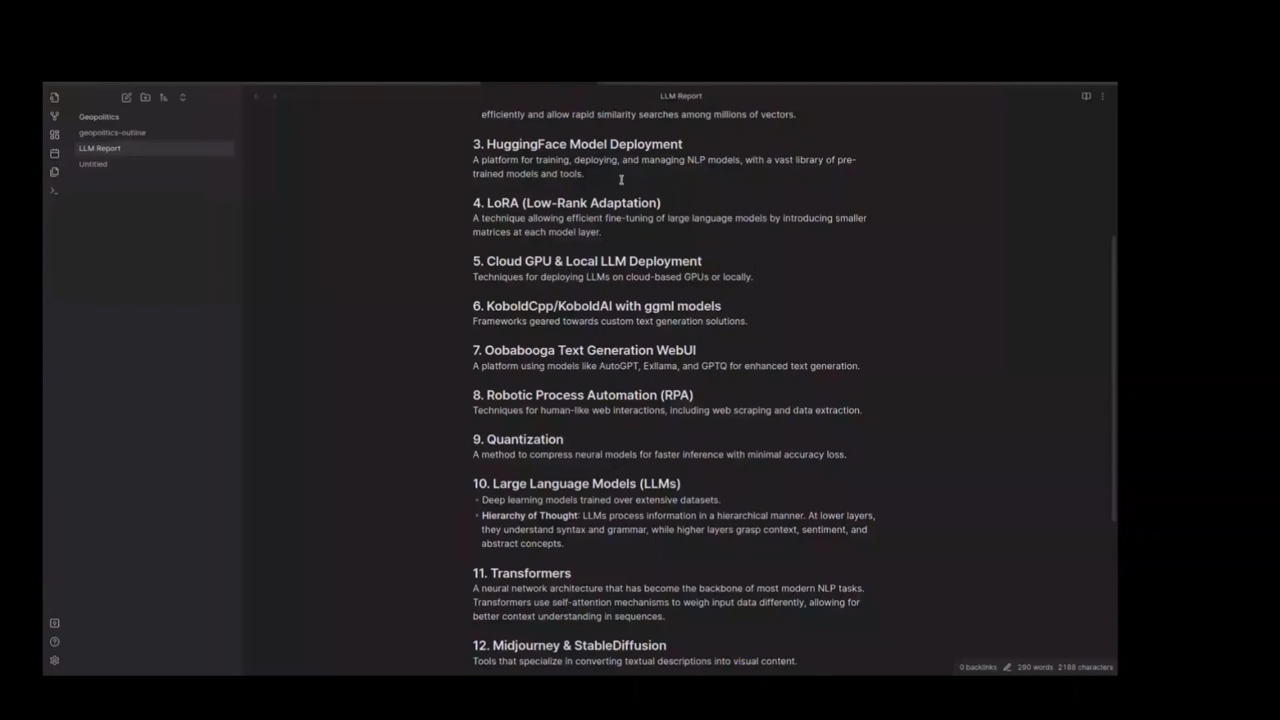 Geopolitics
geopolitics-outline
LLM Report
Untitled
LLM Report
efficiently and allow rapid similarity searches among millions of vectors.
3. HuggingFace Model Deployment
A platform for training, deploying, and managing NLP models, with a vast library of pre-
trained models and tools.
4. LoRA (Low-Rank Adaptation)
A technique allowing efficient fine-tuning of large language models by introducing smaller
matrices at each model layer.
5. Cloud GPU & Local LLM Deployment
Techniques for deploying LLMs on cloud-based GPUs or locally.
6. KoboldCpp/KoboldAI with ggml models
Frameworks geared towards custom text generation solutions.
7. Oobabooga Text Generation WebUI
A platform using models like AutoGPT, Exllama, and GPTQ for enhanced text generation.
8. Robotic Process Automation (RPA)
Techniques for human-like web interactions, including web scraping and data extraction.
9. Quantization
A method to compress neural models for faster inference with minimal accuracy loss.
10. Large Language Models (LLMs)
• Deep learning models trained over extensive datasets.
• Hierarchy of Thought: LLMs process information in a hierarchical manner. At lower layers,
they understand syntax and grammar, while higher layers grasp context, sentiment, and
abstract concepts.
11. Transformers
A neural network architecture that has become the backbone of most modern NLP tasks.
Transformers use self-attention mechanisms to weigh input data differently, allowing for
better context understanding in sequences.
12. Midjourney & StableDiffusion
Tools that specialize in converting textual descriptions into visual content.
0 backlinks 290 words 2188 characters